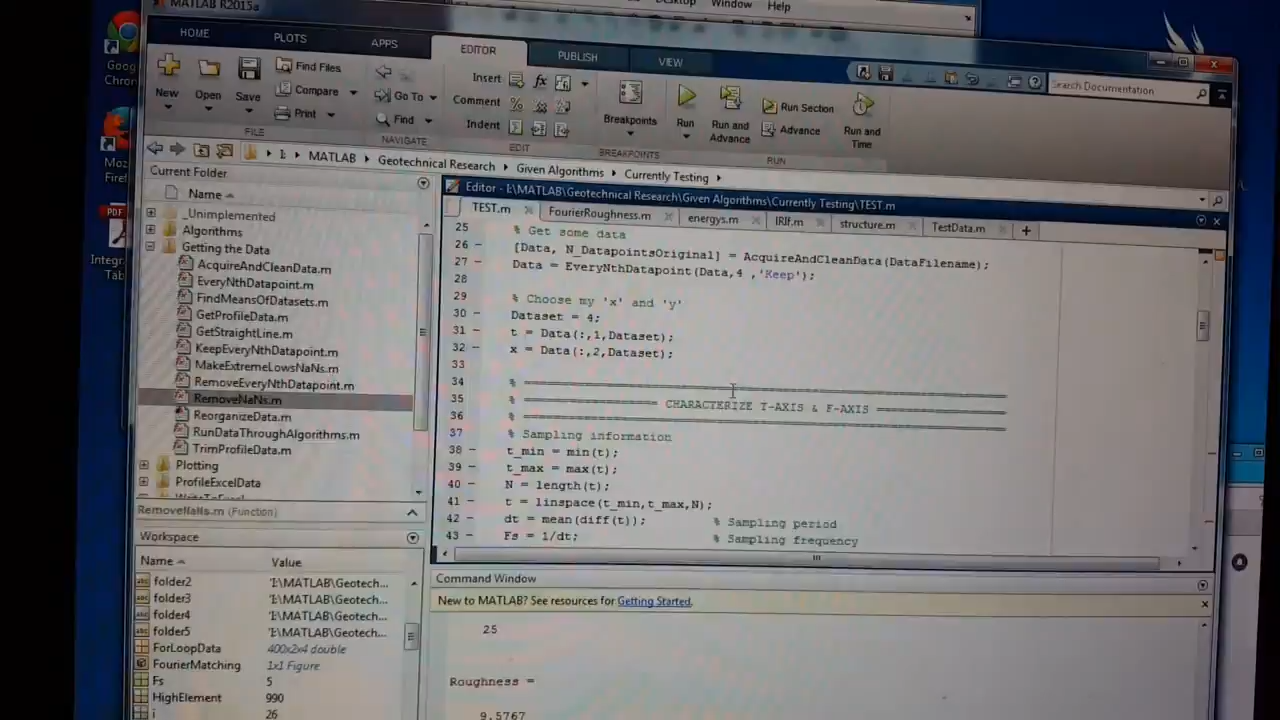 MATLAB R2015a
Desktop Window Help
HOME PLOTS APPS EDITOR PUBLISH VIEW
Search Documentation
New Open Save
Find Files
Compare
Print
Go To
Find
Insert
Comment
Indent
Breakpoints
Run
Run and Advance
Run Section
Advance
Run and Time
FILE NAVIGATE EDIT BREAKPOINTS RUN
I: MATLAB Geotechnical Research Given Algorithms Currently Testing
Current Folder
Name
_Unimplemented
Algorithms
Getting the Data
AcquireAndCleanData.m
EveryNthDatapoint.m
FindMeansOfDatasets.m
GetProfileData.m
GetStraightLine.m
KeepEveryNthDatapoint.m
MakeExtremeLowsNaNs.m
RemoveEveryNthDatapoint.m
RemoveNaNs.m
ReorganizeData.m
RunDataThroughAlgorithms.m
TrimProfileData.m
Plotting
ProfileExcelData
WriteToExcel
RemoveNaNs.m (Function)
Workspace
Name Value
folder2 'I:\MATLAB\Geotech...
folder3 'I:\MATLAB\Geotech...
folder4 'I:\MATLAB\Geotech...
folder5 'I:\MATLAB\Geotech...
ForLoopData 400x2x4 double
FourierMatching 1x1 Figure
Fs 5
HighElement 990
i 26
Editor - I:\MATLAB\Geotechnical Research\Given Algorithms\Currently Testing\TEST.m
TEST.m FourierRoughness.m energys.m IRIf.m structure.m TestData.m
25 % Get some data
26 - [Data, N_DatapointsOriginal] = AcquireAndCleanData(DataFilename);
27 - Data = EveryNthDatapoint(Data,4 ,'Keep');
28
29 % Choose my 'x' and 'y'
30 - Dataset = 4;
31 - t = Data(:,1,Dataset);
32 - x = Data(:,2,Dataset);
33
34 % ==========================================================
35 % ================ CHARACTERIZE T-AXIS & F-AXIS ================
36 % ==========================================================
37 % Sampling information
38 - t_min = min(t);
39 - t_max = max(t);
40 - N = length(t);
41 - t = linspace(t_min,t_max,N);
42 - dt = mean(diff(t)); % Sampling period
43 - Fs = 1/dt; % Sampling frequency
Command Window
New to MATLAB? See resources for Getting Started.
25
Roughness =
9.5767